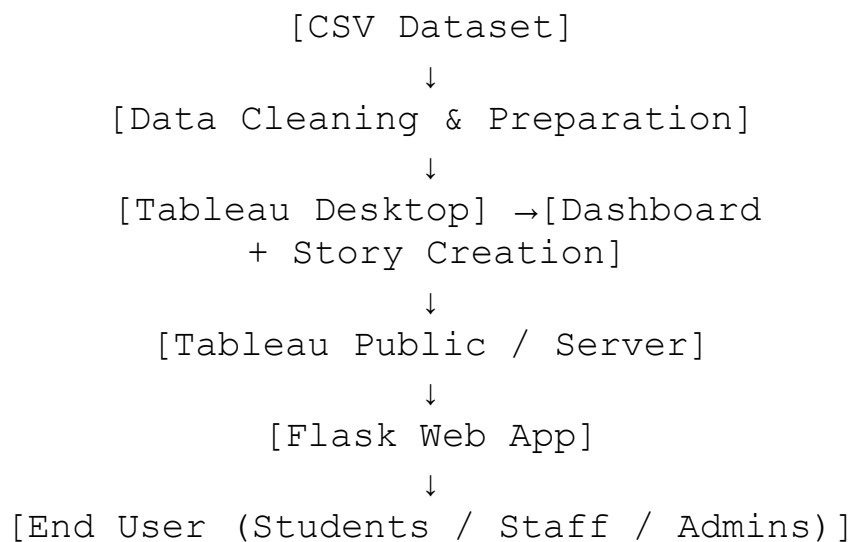 [CSV Dataset]
↓
[Data Cleaning & Preparation]
↓
[Tableau Desktop] →[Dashboard
+ Story Creation]
↓
[Tableau Public / Server]
↓
[Flask Web App]
↓
[End User (Students / Staff / Admins)]